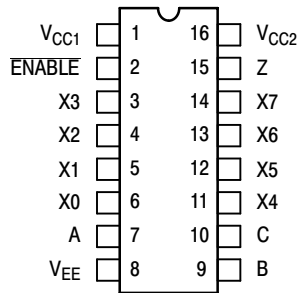 VCC1 1 16 VCC2
ENABLE 2 15 Z
X3 3 14 X7
X2 4 13 X6
X1 5 12 X5
X0 6 11 X4
A 7 10 C
VEE 8 9 B